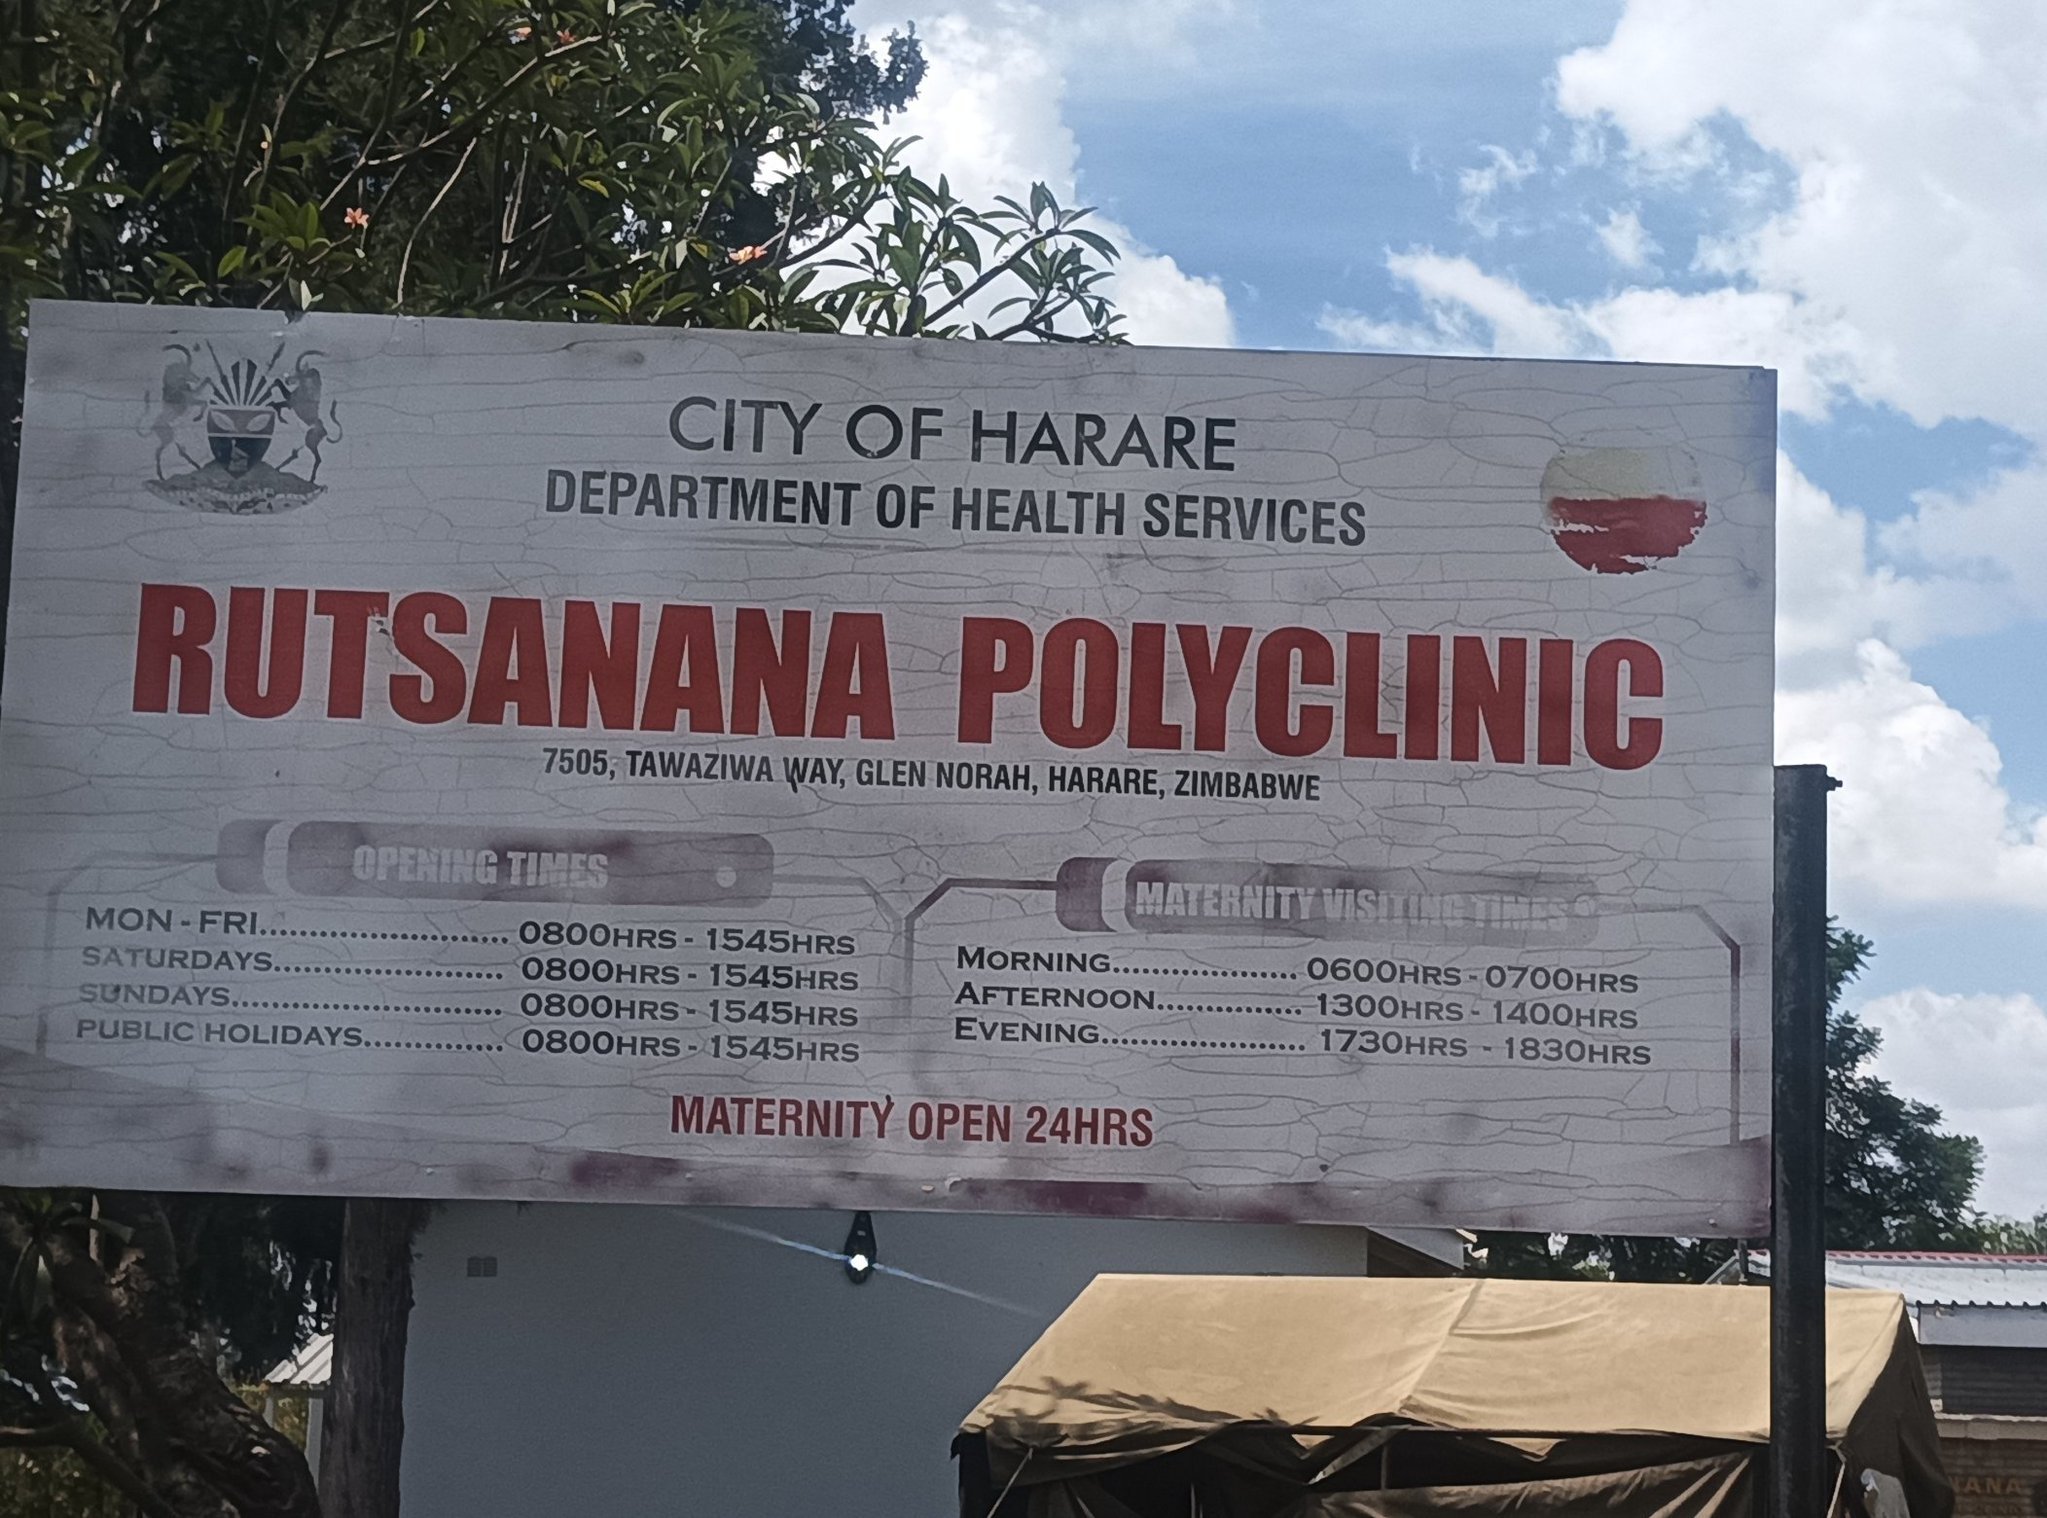 CITY OF HARARE
DEPARTMENT OF HEALTH SERVICES
RUTSANANA POLYCLINIC
7505, TAWAZIWA WAY, GLEN NORAH, HARARE, ZIMBABWE
OPENING TIMES
MON - FRI......................... 0800HRS - 1545HRS
SATURDAYS....................... 0800HRS - 1545HRS
SUNDAYS........................... 0800HRS - 1545HRS
PUBLIC HOLIDAYS.............. 0800HRS - 1545HRS
MATERNITY VISITING TIMES
MORNING................... 0600HRS - 0700HRS
AFTERNOON............... 1300HRS - 1400HRS
EVENING..................... 1730HRS - 1830HRS
MATERNITY OPEN 24HRS